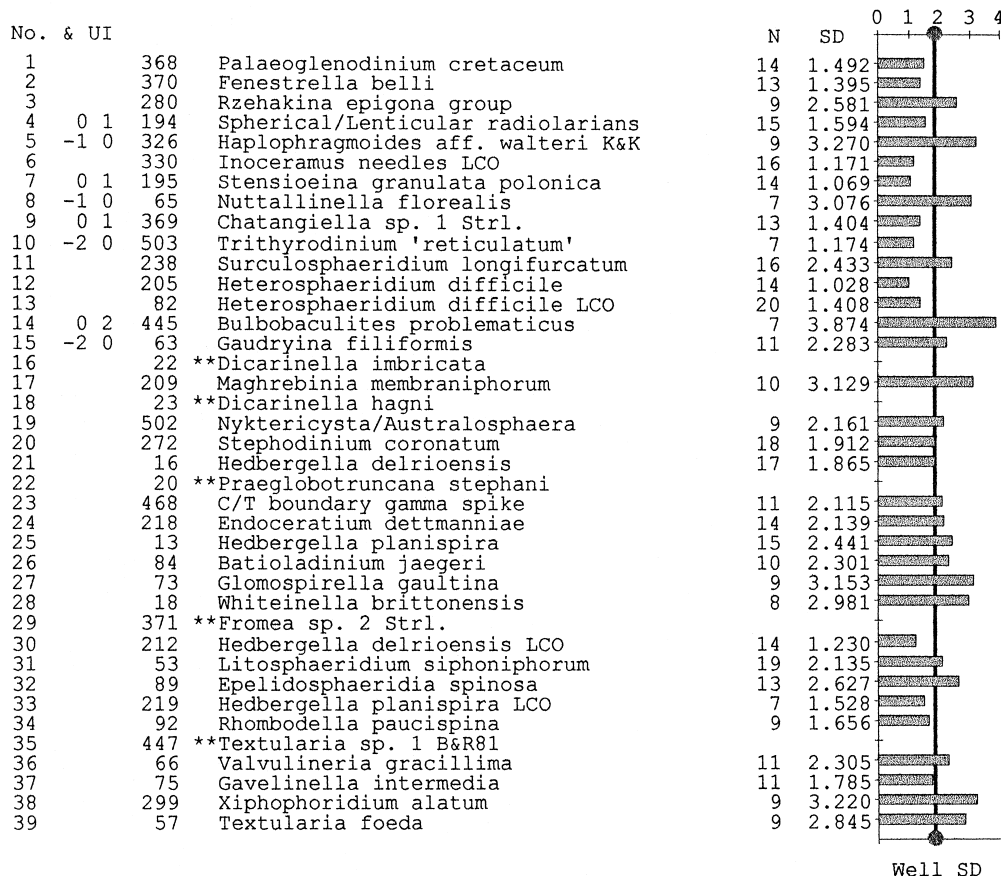 0 1 2 3 4
No. & UI N SD
1 368 Palaeoglenodinium cretaceum 14 1.492
2 370 Fenestrella belli 13 1.395
3 280 Rzehakina epigona group 9 2.581
4 0 1 194 Spherical/Lenticular radiolarians 15 1.594
5 -1 0 326 Haplophragmoides aff. walteri K&K 9 3.270
6 330 Inoceramus needles LCO 16 1.171
7 0 1 195 Stensioeina granulata polonica 14 1.069
8 -1 0 65 Nuttallinella florealis 7 3.076
9 0 1 369 Chatangiella sp. 1 Strl. 13 1.404
10 -2 0 503 Trithyrodinium 'reticulatum' 7 1.174
11 238 Surculosphaeridium longifurcatum 16 2.433
12 205 Heterosphaeridium difficile 14 1.028
13 82 Heterosphaeridium difficile LCO 20 1.408
14 0 2 445 Bulbobaculites problematicus 7 3.874
15 -2 0 63 Gaudryina filiformis 11 2.283
16 22 **Dicarinella imbricata
17 209 Maghrebinia membraniphorum 10 3.129
18 23 **Dicarinella hagni
19 502 Nyktericysta/Australosphaera 9 2.161
20 272 Stephodinium coronatum 18 1.912
21 16 Hedbergella delrioensis 17 1.865
22 20 **Praeglobotruncana stephani
23 468 C/T boundary gamma spike 11 2.115
24 218 Endoceratium dettmanniae 14 2.139
25 13 Hedbergella planispira 15 2.441
26 84 Batioladinium jaegeri 10 2.301
27 73 Glomospirella gaultina 9 3.153
28 18 Whiteinella brittonensis 8 2.981
29 371 **Fromea sp. 2 Strl.
30 212 Hedbergella delrioensis LCO 14 1.230
31 53 Litosphaeridium siphoniphorum 19 2.135
32 89 Epelidosphaeridia spinosa 13 2.627
33 219 Hedbergella planispira LCO 7 1.528
34 92 Rhombodella paucispina 9 1.656
35 447 **Textularia sp. 1 B&R81
36 66 Valvulineria gracillima 11 2.305
37 75 Gavelinella intermedia 11 1.785
38 299 Xiphophoridium alatum 9 3.220
39 57 Textularia foeda 9 2.845
Well SD